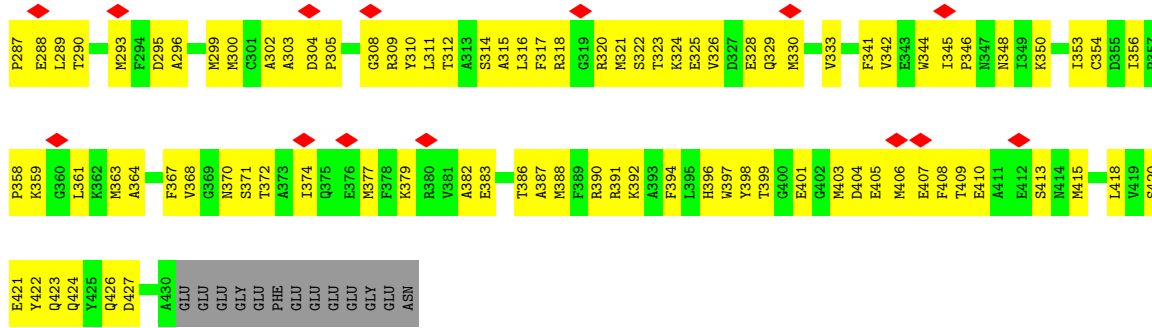 P287 E288 L289 T290 M293 F294 D295 A296 M299 M300 C301 A302 A303 D304 P305 G308 R309 Y310 L311 T312 A313 S314 A315 L316 F317 R318 G319 R320 M321 S322 T323 K324 E325 V326 D327 E328 Q329 M330 V333 F341 V342 E343 W344 I345 P346 N347 N348 I349 K350 I353 C354 D355 I356 P357
P358 K359 G360 L361 K362 M363 A364 F367 V368 G369 N370 S371 T372 A373 I374 Q375 E376 M377 F378 K379 R380 V381 A382 E383 T386 A387 M388 F389 R390 R391 K392 A393 F394 L395 H396 W397 Y398 T399 G400 E401 G402 M403 D404 E405 M406 E407 F408 T409 E410 A411 E412 S413 N414 M415 L418 V419 S420
E421 Y422 Q423 Q424 Y425 Q426 D427 A430 GLU GLU GLU GLY GLU PHE GLU GLU GLU GLU GLY GLU ASN